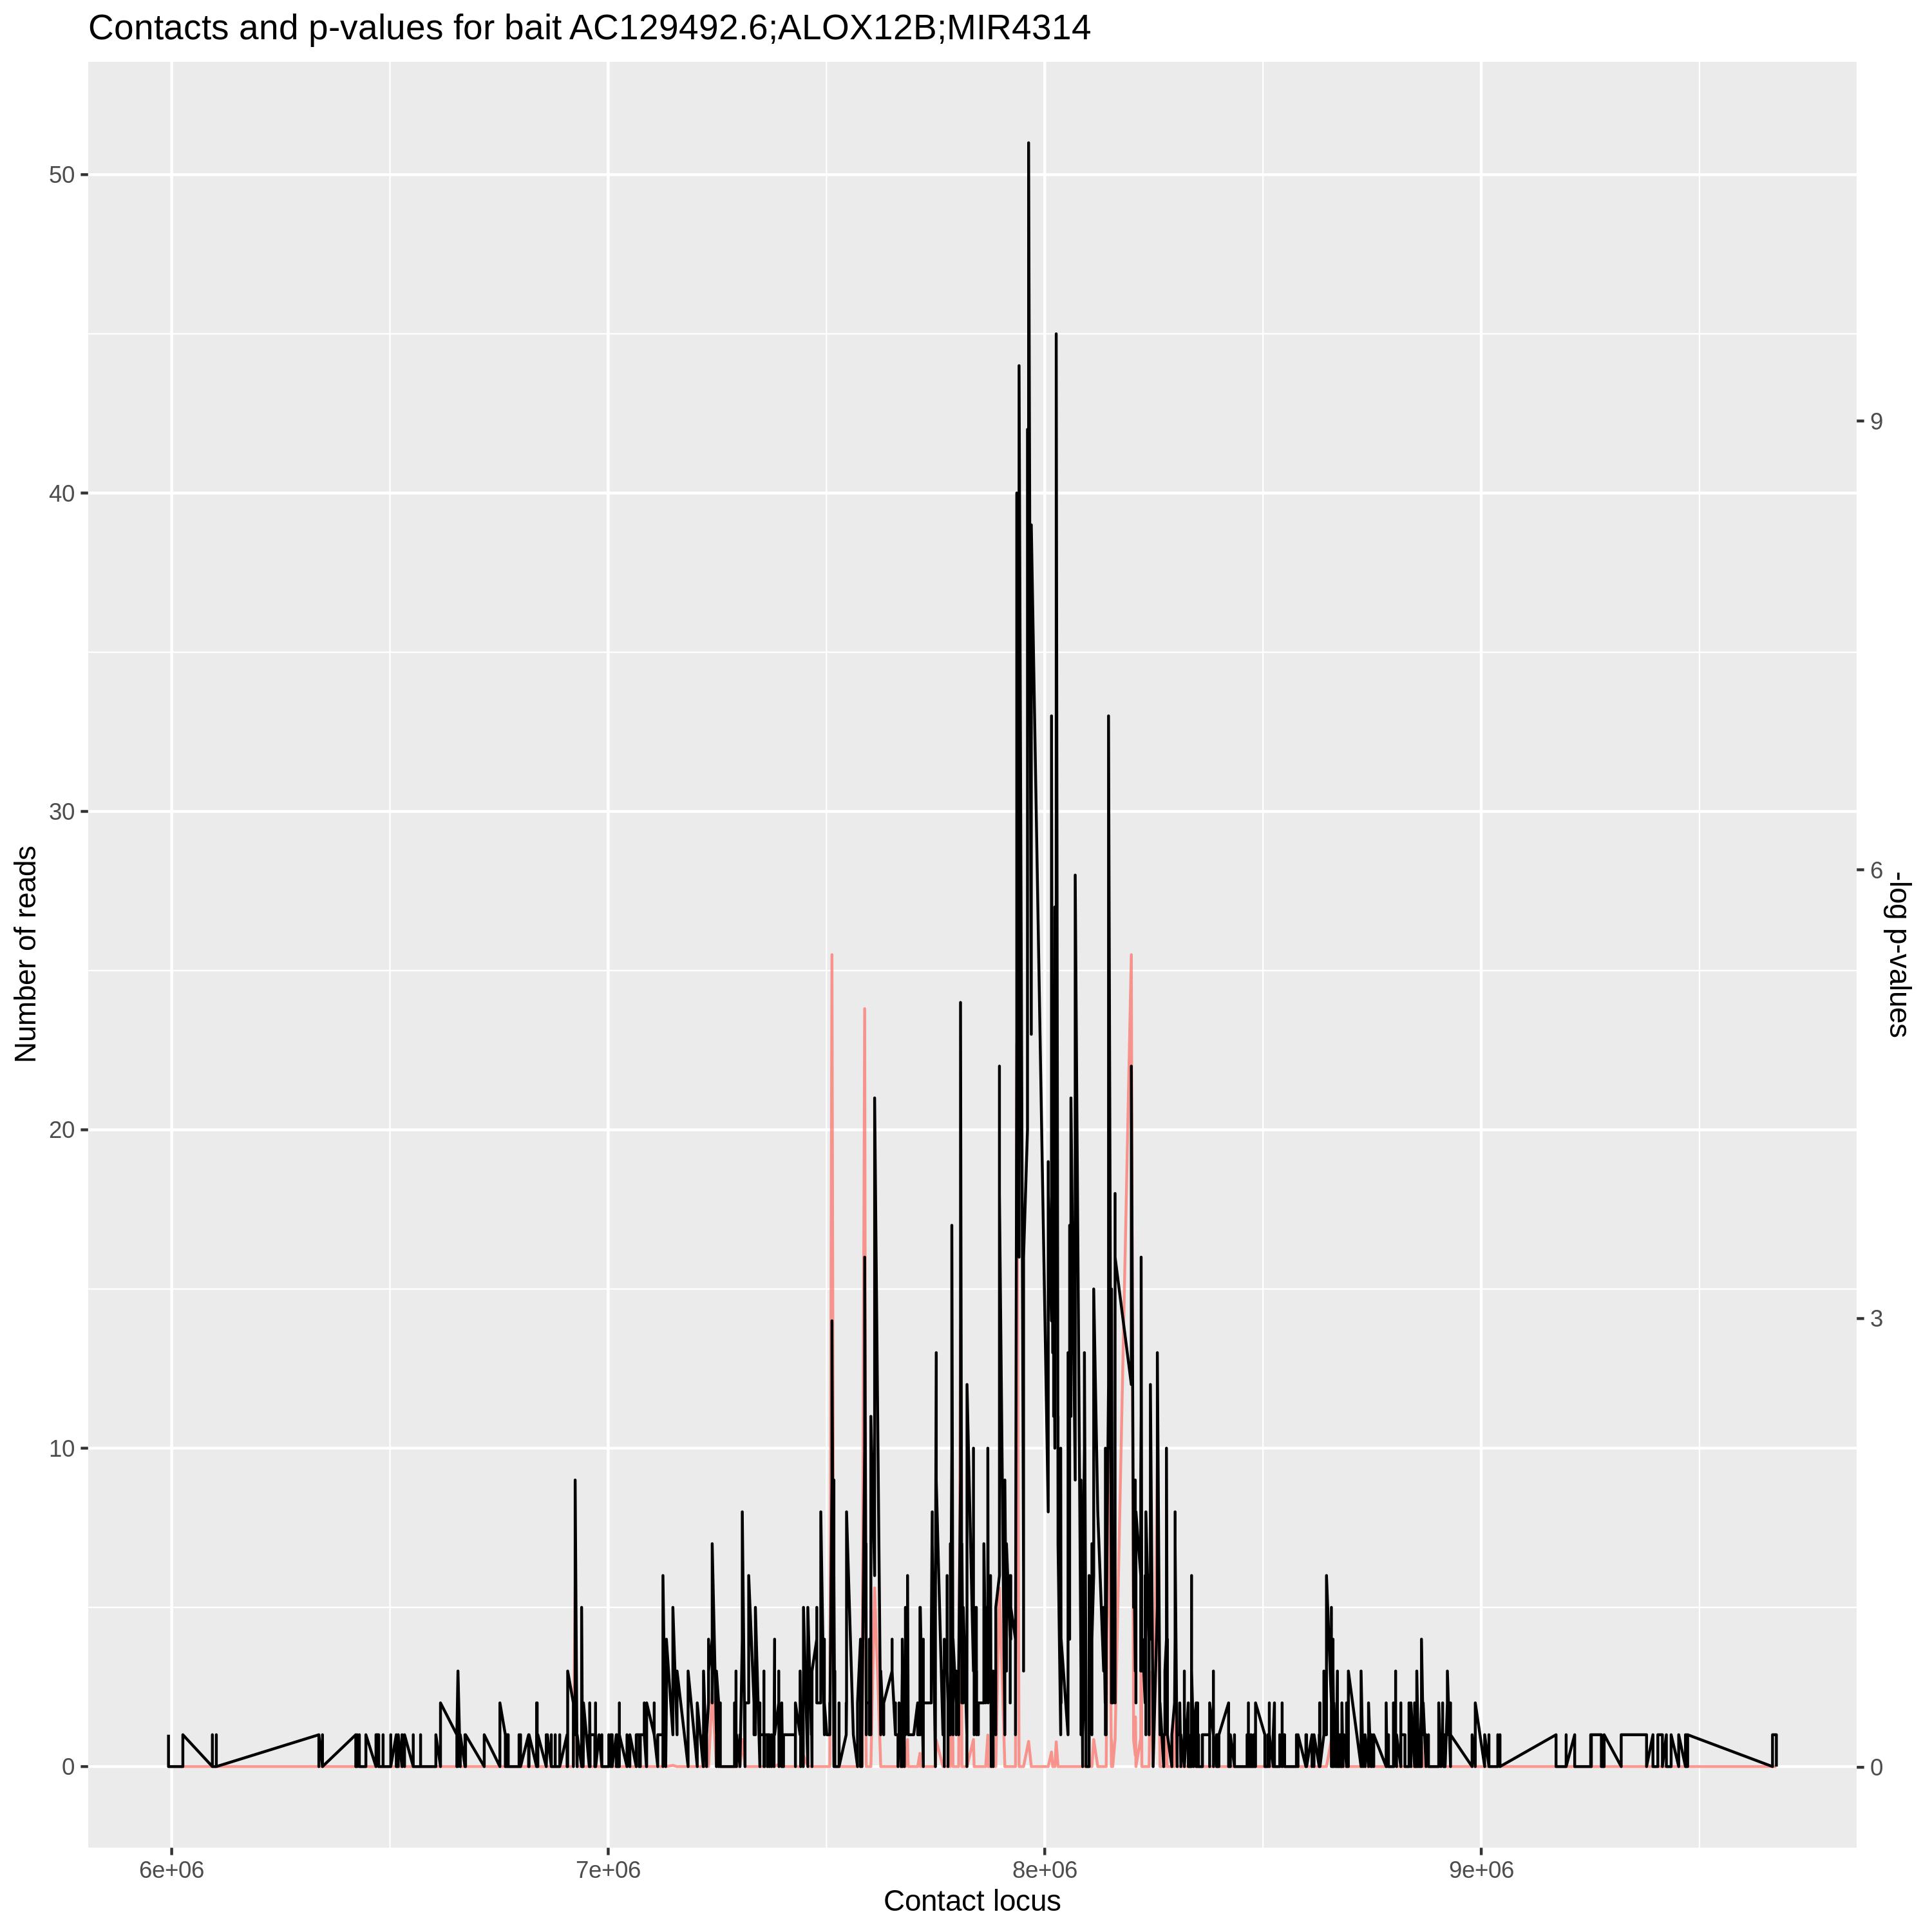 Contacts and p-values for bait AC129492.6;ALOX12B;MIR4314
50
40
30
20
10
0
Number of reads
9
6
3
0
-log p-values
6e+06
7e+06
8e+06
9e+06
Contact locus